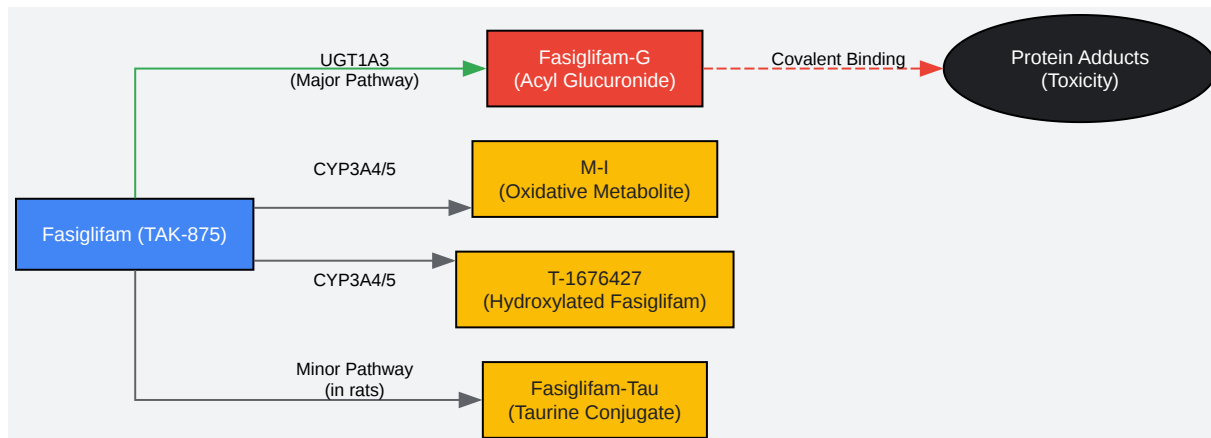 UGT1A3
(Major Pathway)
Fasiglifam-G
(Acyl Glucuronide)
Covalent Binding
Protein Adducts
(Toxicity)
CYP3A4/5
M-I
(Oxidative Metabolite)
Fasiglifam (TAK-875)
CYP3A4/5
T-1676427
(Hydroxylated Fasiglifam)
Minor Pathway
(in rats)
Fasiglifam-Tau
(Taurine Conjugate)